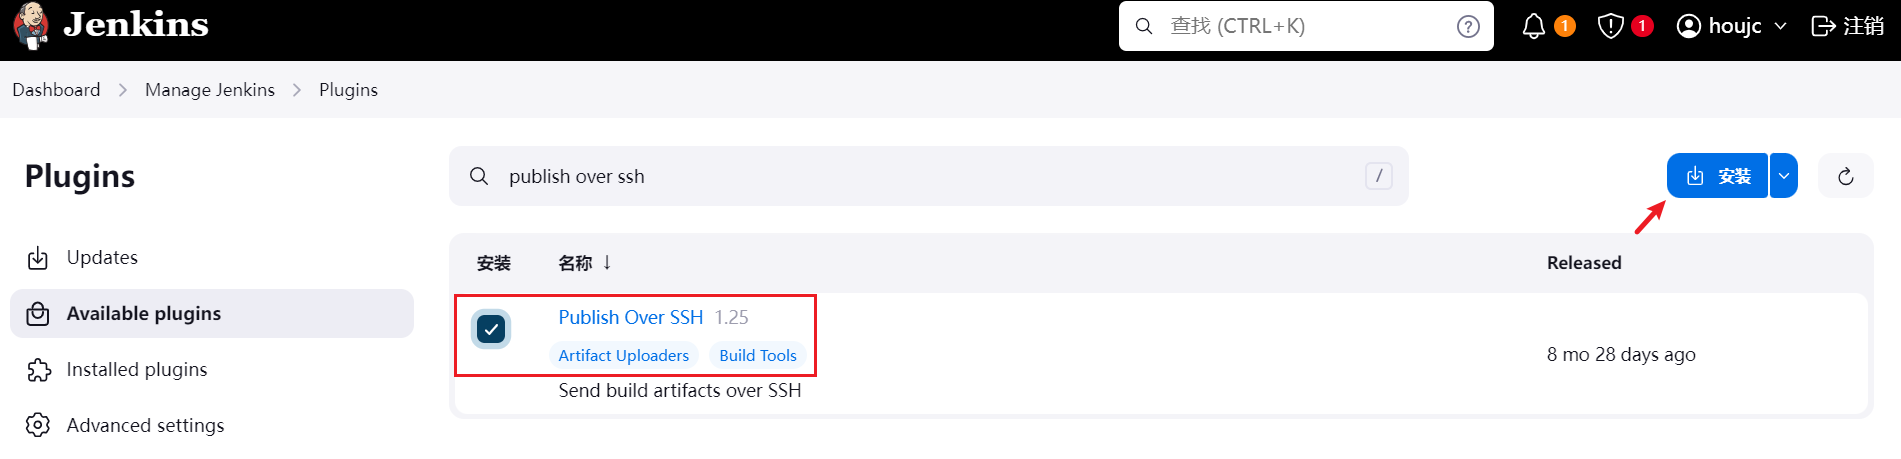 Jenkins
查找 (CTRL+K)
?
1
1
houjc
注销
Dashboard
Manage Jenkins
Plugins
Plugins
publish over ssh
/
安装
Updates
Available plugins
Installed plugins
Advanced settings
安装
名称 ↓
Released
Publish Over SSH 1.25
Artifact Uploaders
Build Tools
Send build artifacts over SSH
8 mo 28 days ago